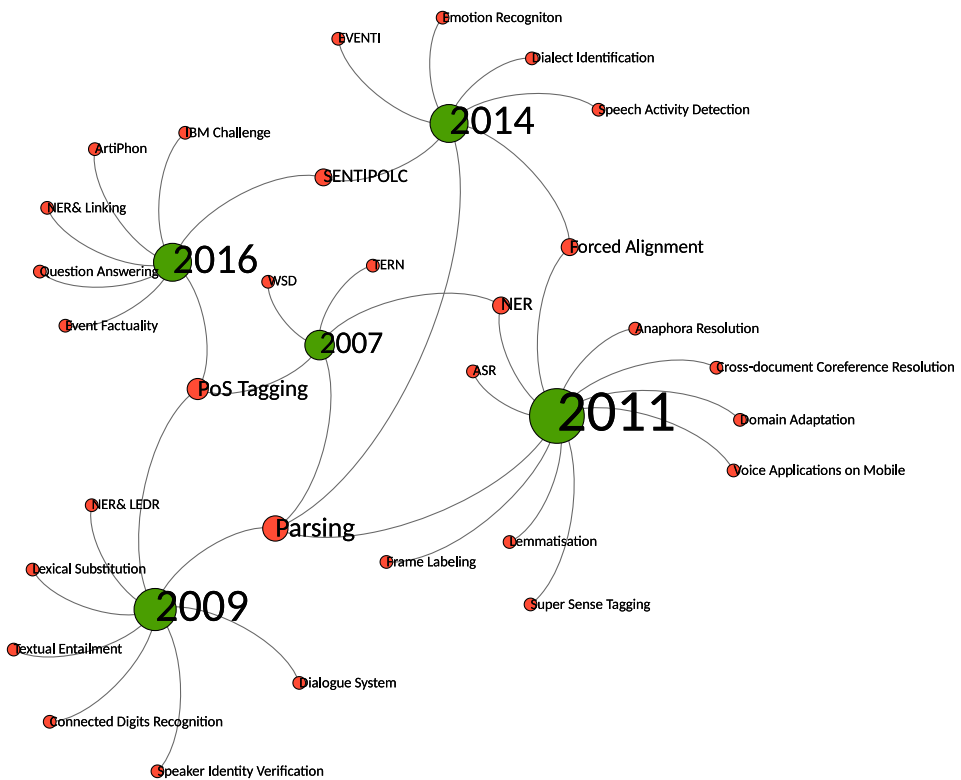 Emotion Recogniton
EVENTI
Dialect Identification
Speech Activity Detection
2014
IBM Challenge
ArtiPhon
SENTIPOLC
NER& Linking
Forced Alignment
2016
TERN
Question Answering
WSD
NER
Event Factuality
Anaphora Resolution
2007
Cross-document Coreference Resolution
ASR
PoS Tagging
2011
Domain Adaptation
Voice Applications on Mobile
NER& LEDR
Parsing
Lemmatisation
Frame Labeling
Lexical Substitution
Super Sense Tagging
2009
Textual Entailment
Dialogue System
Connected Digits Recognition
Speaker Identity Verification